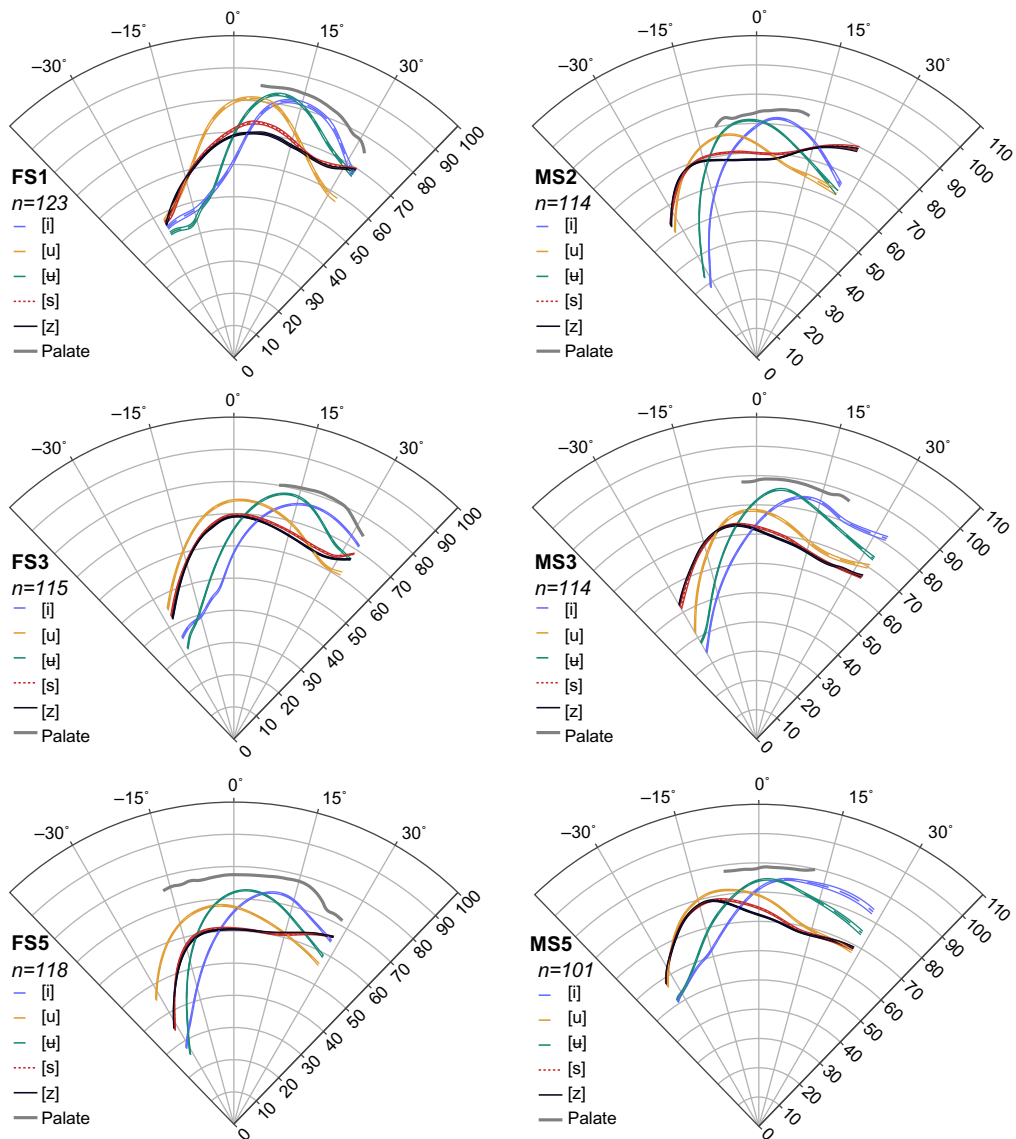 0°
−15°
15°
−30°
30°
100
90
80
70
60
50
40
30
20
10
0
FS1
n=123
[i]
[u]
[ʉ]
[s]
[z]
Palate
0°
−15°
15°
−30°
30°
110
100
90
80
70
60
50
40
30
20
10
0
MS2
n=114
[i]
[u]
[ʉ]
[s]
[z]
Palate
0°
−15°
15°
−30°
30°
100
90
80
70
60
50
40
30
20
10
0
FS3
n=115
[i]
[u]
[ʉ]
[s]
[z]
Palate
0°
−15°
15°
−30°
30°
110
100
90
80
70
60
50
40
30
20
10
0
MS3
n=114
[i]
[u]
[ʉ]
[s]
[z]
Palate
0°
−15°
15°
−30°
30°
100
90
80
70
60
50
40
30
20
10
0
FS5
n=118
[i]
[u]
[ʉ]
[s]
[z]
Palate
0°
−15°
15°
−30°
30°
110
100
90
80
70
60
50
40
30
20
10
0
MS5
n=101
[i]
[u]
[ʉ]
[s]
[z]
Palate